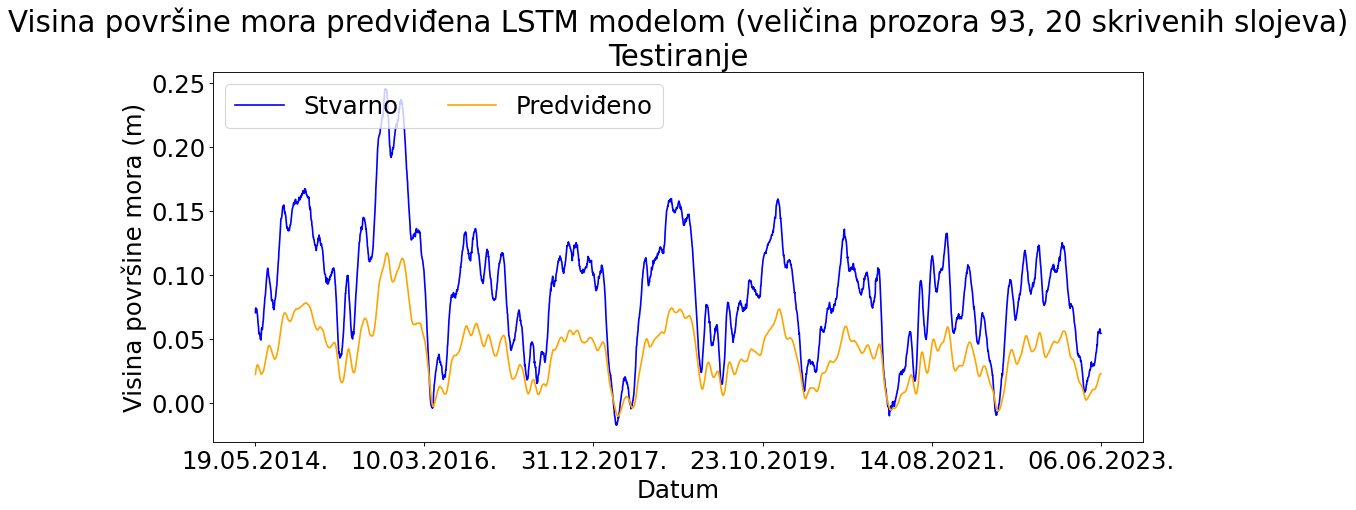 Visina površine mora predviđena LSTM modelom (veličina prozora 93, 20 skrivenih slojeva)
Testiranje
Stvarno Predviđeno
Visina površine mora (m)
0.25
0.20
0.15
0.10
0.05
0.00
19.05.2014. 10.03.2016. 31.12.2017. 23.10.2019. 14.08.2021. 06.06.2023.
Datum